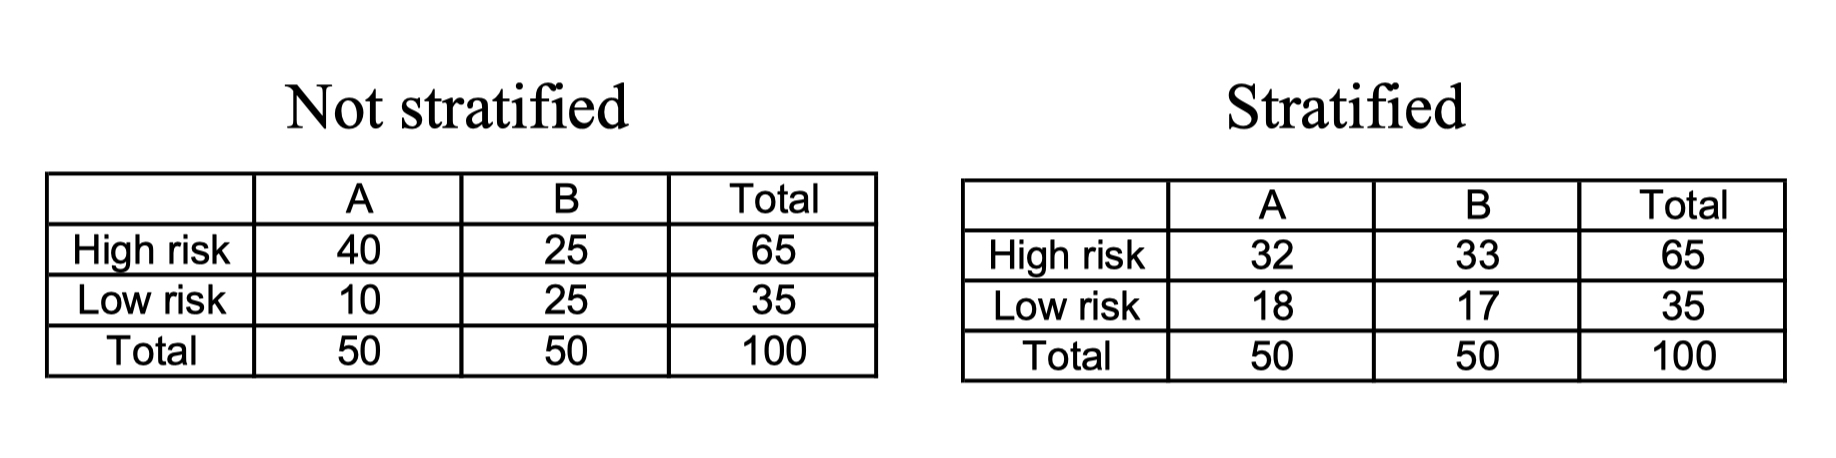 Not stratified
A B Total
High risk 40 25 65
Low risk 10 25 35
Total 50 50 100
Stratified
A B Total
High risk 32 33 65
Low risk 18 17 35
Total 50 50 100